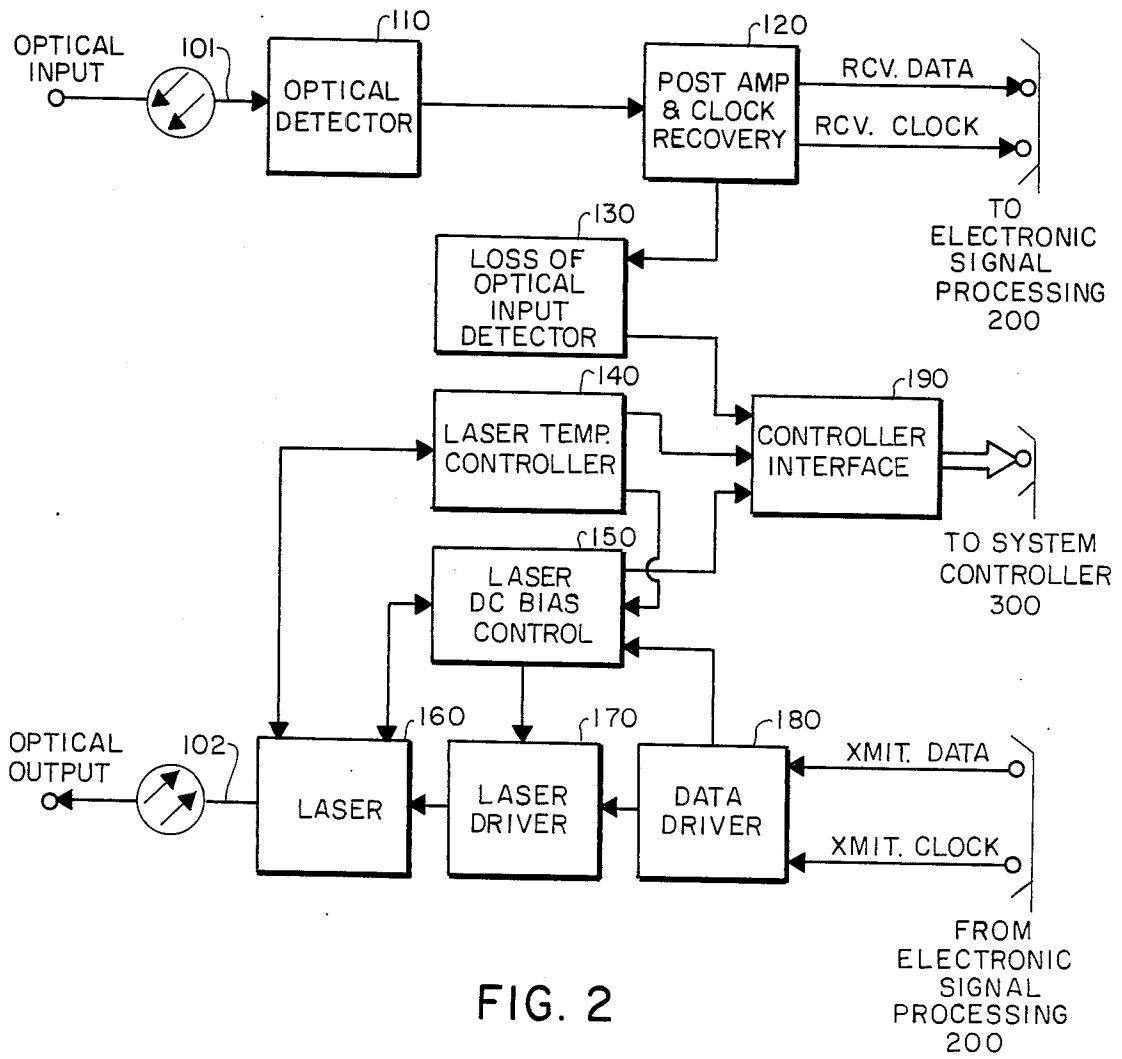 110
120
OPTICAL
INPUT
101
OPTICAL
DETECTOR
POST AMP
& CLOCK
RECOVERY
RCV. DATA
RCV. CLOCK
TO
ELECTRONIC
SIGNAL
PROCESSING
200
130
LOSS OF
OPTICAL
INPUT
DETECTOR
140
LASER TEMP.
CONTROLLER
190
CONTROLLER
INTERFACE
TO SYSTEM
CONTROLLER
300
150
LASER
DC BIAS
CONTROL
OPTICAL
OUTPUT
102
160
LASER
170
LASER
DRIVER
180
DATA
DRIVER
XMIT. DATA
XMIT. CLOCK
FROM
ELECTRONIC
SIGNAL
PROCESSING
200
FIG. 2